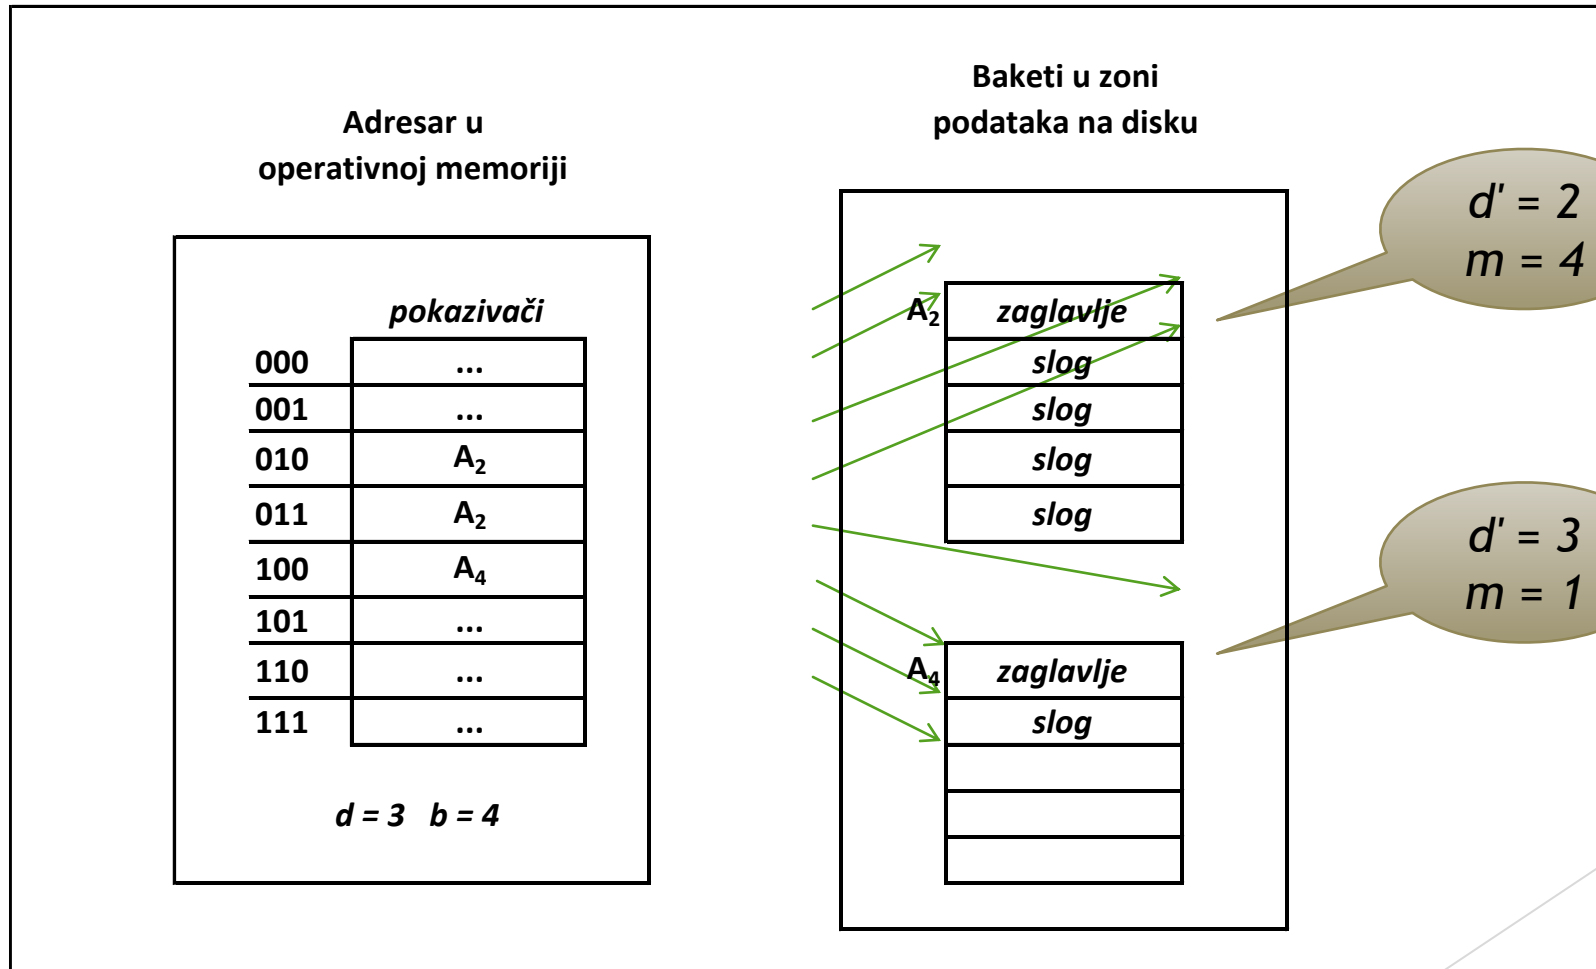 Adresar u
operativnoj memoriji
pokazivači
000 ...
001 ...
010 A₂
011 A₂
100 A₄
101 ...
110 ...
111 ...
d = 3 b = 4
Baketi u zoni
podataka na disku
A₂ zaglavlje
slog
slog
slog
slog
A₄ zaglavlje
slog
d' = 2
m = 4
d' = 3
m = 1